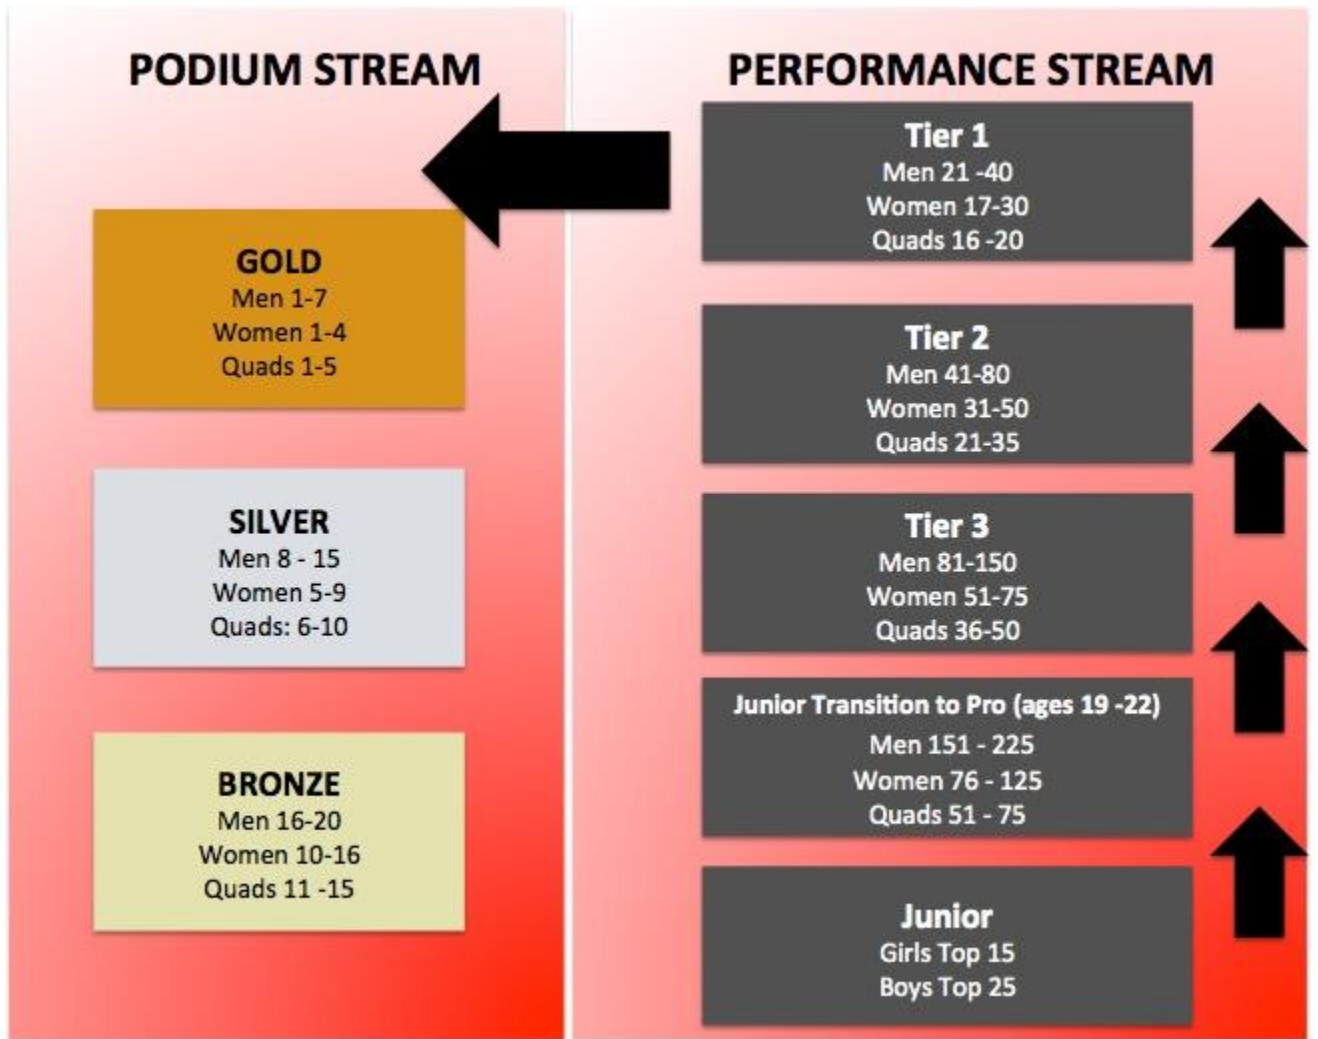 PODIUM STREAM
GOLD
Men 1-7
Women 1-4
Quads 1-5
SILVER
Men 8 - 15
Women 5-9
Quads: 6-10
BRONZE
Men 16-20
Women 10-16
Quads 11 -15
PERFORMANCE STREAM
Tier 1
Men 21 -40
Women 17-30
Quads 16 -20
Tier 2
Men 41-80
Women 31-50
Quads 21-35
Tier 3
Men 81-150
Women 51-75
Quads 36-50
Junior Transition to Pro (ages 19 -22)
Men 151 - 225
Women 76 - 125
Quads 51 - 75
Junior
Girls Top 15
Boys Top 25